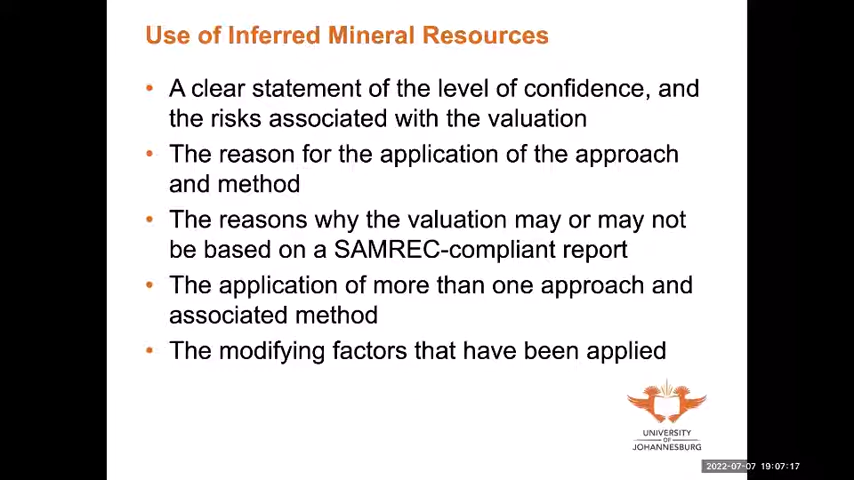 Use of Inferred Mineral Resources
• A clear statement of the level of confidence, and
the risks associated with the valuation
• The reason for the application of the approach
and method
• The reasons why the valuation may or may not
be based on a SAMREC-compliant report
• The application of more than one approach and
associated method
• The modifying factors that have been applied
UNIVERSITY
OF
JOHANNESBURG
2022-07-07 19:07:17